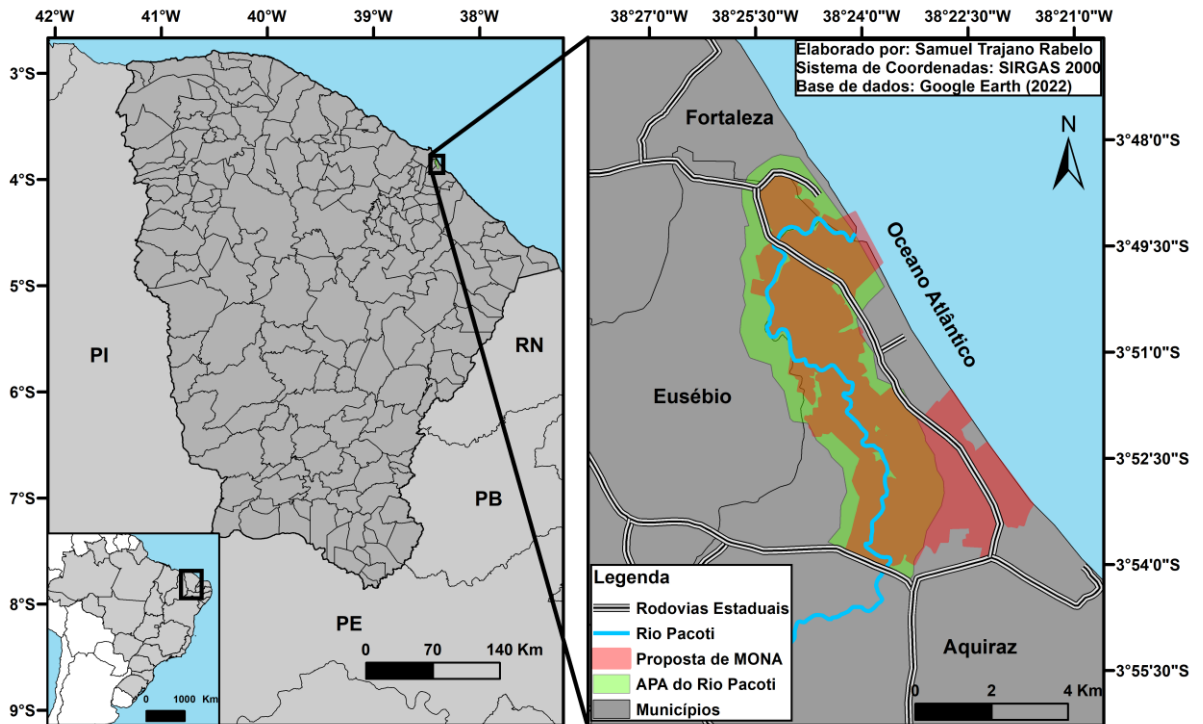 42°W 41°W 40°W 39°W 38°W
3°S
4°S
5°S
6°S
7°S
8°S
9°S
PI
RN
PB
PE
0 70 140 Km
0 1000 Km
38°27'0"W 38°25'30"W 38°24'0"W 38°22'30"W 38°21'0"W
Elaborado por: Samuel Trajano Rabelo
Sistema de Coordenadas: SIRGAS 2000
Base de dados: Google Earth (2022)
N
Fortaleza
Oceano Atlântico
Eusébio
Aquiraz
3°48'0"S
3°49'30"S
3°51'0"S
3°52'30"S
3°54'0"S
3°55'30"S
Legenda
Rodovias Estaduais
Rio Pacoti
Proposta de MONA
APA do Rio Pacoti
Municípios
0 2 4 Km